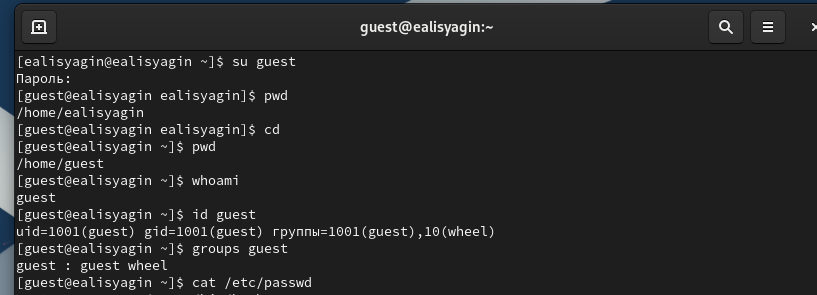 guest@ealisyagin:~
[ealisyagin@ealisyagin ~]$ su guest
Пароль:
[guest@ealisyagin ealisyagin]$ pwd
/home/ealisyagin
[guest@ealisyagin ealisyagin]$ cd
[guest@ealisyagin ~]$ pwd
/home/guest
[guest@ealisyagin ~]$ whoami
guest
[guest@ealisyagin ~]$ id guest
uid=1001(guest) gid=1001(guest) группы=1001(guest),10(wheel)
[guest@ealisyagin ~]$ groups guest
guest : guest wheel
[guest@ealisyagin ~]$ cat /etc/passwd